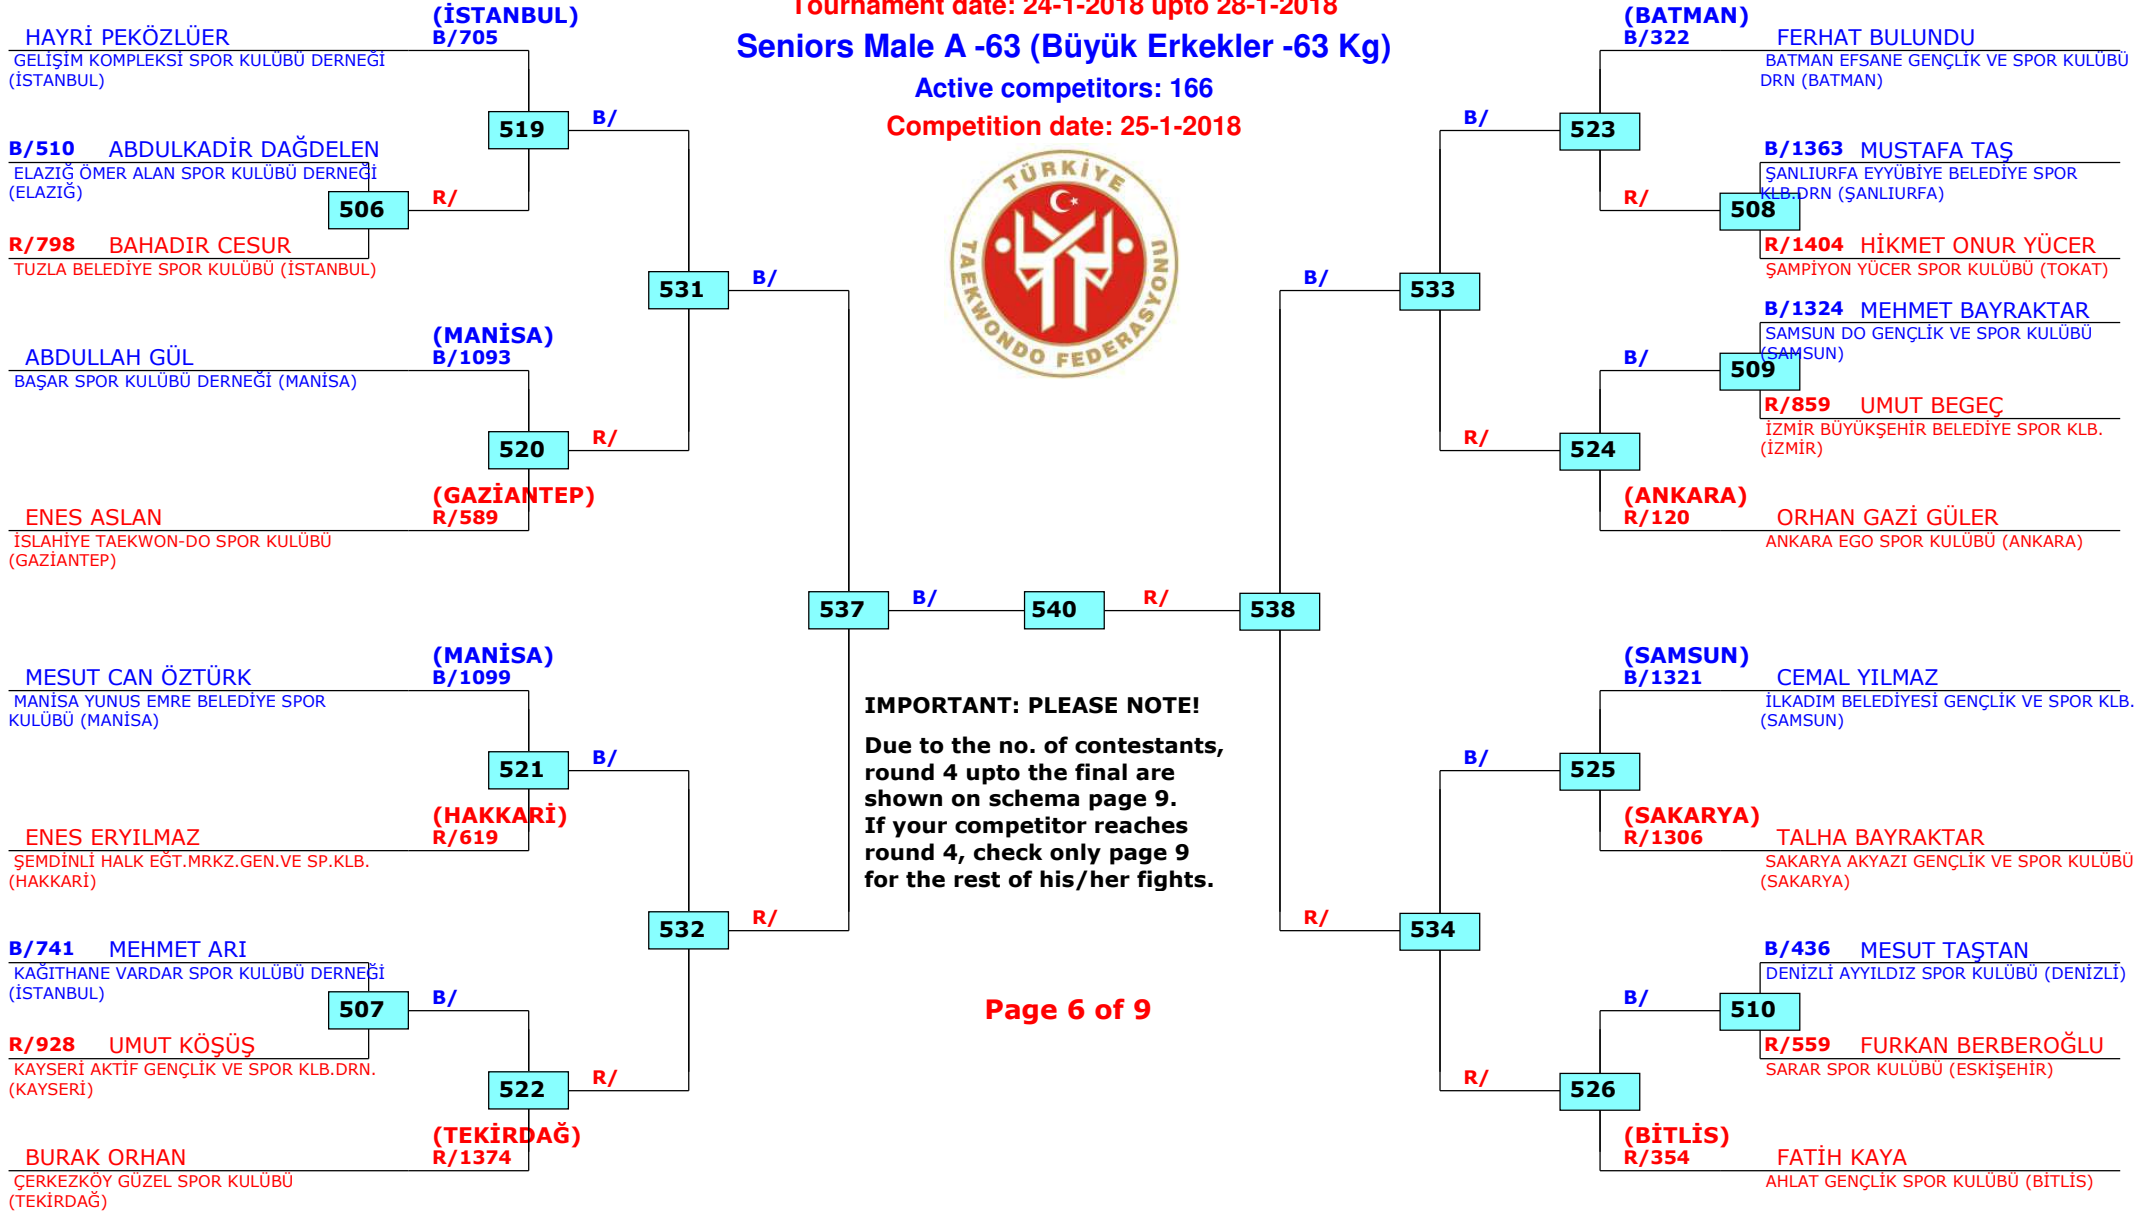 Tournament date: 24-1-2018 upto 28-1-2018
Seniors Male A -63 (Büyük Erkekler -63 Kg)
Active competitors: 166
Competition date: 25-1-2018
TÜRKİYE
TAEKWONDO FEDERASYONU
(İSTANBUL)
HAYRİ PEKÖZLÜER B/705
GELİŞİM KOMPLEKSİ SPOR KULÜBÜ DERNEĞİ
(İSTANBUL)
519 B/
B/510 ABDULKADİR DAĞDELEN
ELAZIĞ ÖMER ALAN SPOR KULÜBÜ DERNEĞİ
(ELAZIĞ)
506 R/
R/798 BAHADIR CESUR
TUZLA BELEDİYE SPOR KULÜBÜ (İSTANBUL)
531 B/
(MANİSA)
ABDULLAH GÜL B/1093
BAŞAR SPOR KULÜBÜ DERNEĞİ (MANİSA)
520 R/
(GAZİANTEP)
ENES ASLAN R/589
İSLAHİYE TAEKWON-DO SPOR KULÜBÜ
(GAZİANTEP)
537 B/ 540 R/ 538
(MANİSA)
MESUT CAN ÖZTÜRK B/1099
MANİSA YUNUS EMRE BELEDİYE SPOR
KULÜBÜ (MANİSA)
521 B/
(HAKKARİ)
ENES ERYILMAZ R/619
ŞEMDİNLİ HALK EĞT.MRKZ.GEN.VE SP.KLB.
(HAKKARİ)
532 R/
B/741 MEHMET ARI
KAĞITHANE VARDAR SPOR KULÜBÜ DERNEĞİ
(İSTANBUL)
507 B/
R/928 UMUT KÖŞÜŞ
KAYSERİ AKTİF GENÇLİK VE SPOR KLB.DRN.
(KAYSERİ)
522 R/
(TEKİRDAĞ)
BURAK ORHAN R/1374
ÇERKEZKÖY GÜZEL SPOR KULÜBÜ
(TEKİRDAĞ)
IMPORTANT: PLEASE NOTE!
Due to the no. of contestants,
round 4 upto the final are
shown on schema page 9.
If your competitor reaches
round 4, check only page 9
for the rest of his/her fights.
Page 6 of 9
(BATMAN)
B/322 FERHAT BULUNDU
BATMAN EFSANE GENÇLİK VE SPOR KULÜBÜ
DRN (BATMAN)
B/ 523
B/1363 MUSTAFA TAŞ
ŞANLIURFA EYYÜBİYE BELEDİYE SPOR
KLB.DRN (ŞANLIURFA)
R/ 508
R/1404 HİKMET ONUR YÜCER
ŞAMPİYON YÜCER SPOR KULÜBÜ (TOKAT)
B/ 533
B/1324 MEHMET BAYRAKTAR
SAMSUN DO GENÇLİK VE SPOR KULÜBÜ
(SAMSUN)
B/ 509
R/859 UMUT BEGEÇ
İZMİR BÜYÜKŞEHİR BELEDİYE SPOR KLB.
(İZMİR)
R/ 524
(ANKARA)
R/120 ORHAN GAZİ GÜLER
ANKARA EGO SPOR KULÜBÜ (ANKARA)
(SAMSUN)
B/1321 CEMAL YILMAZ
İLKADIM BELEDİYESİ GENÇLİK VE SPOR KLB.
(SAMSUN)
B/ 525
(SAKARYA)
R/1306 TALHA BAYRAKTAR
SAKARYA AKYAZI GENÇLİK VE SPOR KULÜBÜ
(SAKARYA)
R/ 534
B/436 MESUT TAŞTAN
DENİZLİ AYYILDIZ SPOR KULÜBÜ (DENİZLİ)
B/ 510
R/559 FURKAN BERBEROĞLU
SARAR SPOR KULÜBÜ (ESKİŞEHİR)
R/ 526
(BİTLİS)
R/354 FATİH KAYA
AHLAT GENÇLİK SPOR KULÜBÜ (BİTLİS)